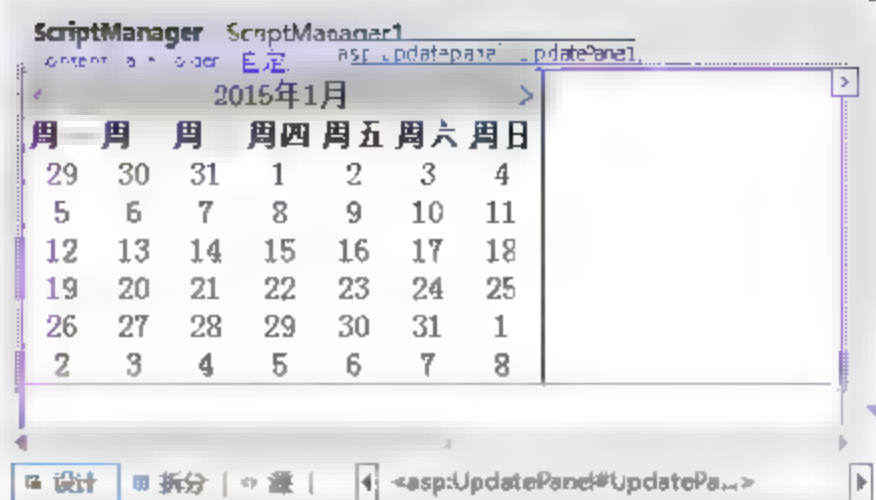 ScriptManager ScriptManager1
自定 asp:updatepanel
< 2015年1月 >
周一 周 周 周四 周五 周六 周日
29 30 31 1 2 3 4
5 6 7 8 9 10 11
12 13 14 15 16 17 18
19 20 21 22 23 24 25
26 27 28 29 30 31 1
2 3 4 5 6 7 8
设计 拆分 源 <asp:UpdatePanel#UpdatePa...>